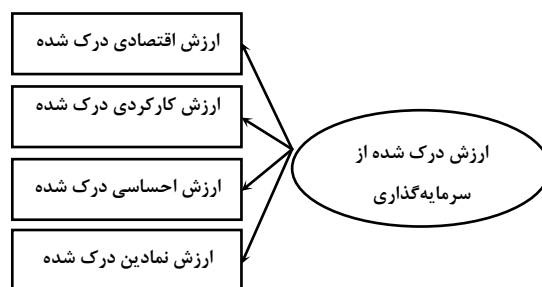 ارزش اقتصادی درک شده
ارزش کارکردی درک شده
ارزش درک شده از
سرمایه‌گذاری
ارزش احساسی درک شده
ارزش نمادین درک شده